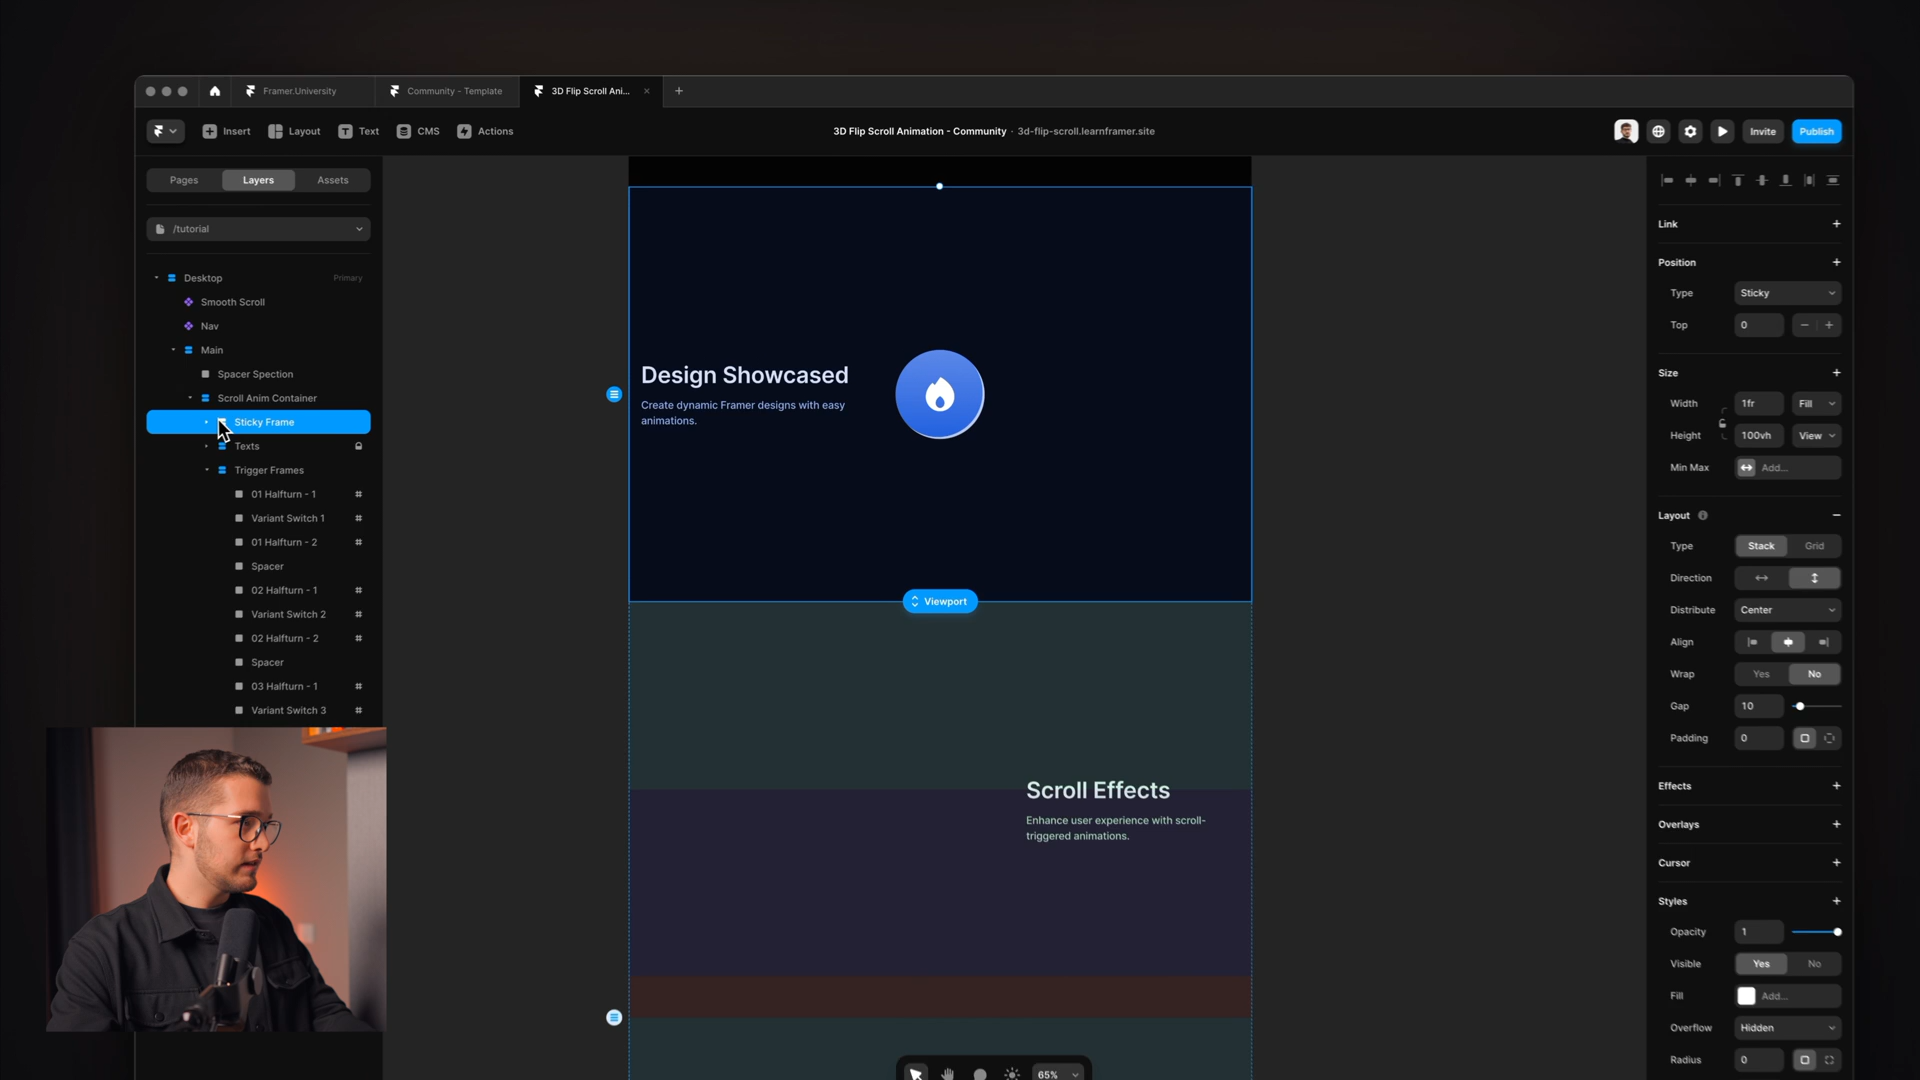 Framer.University
Community - Template
3D Flip Scroll Ani...
Insert
Layout
Text
CMS
Actions
3D Flip Scroll Animation - Community · 3d-flip-scroll.learnframer.site
Invite
Publish
Pages
Layers
Assets
/tutorial
Desktop
Primary
Smooth Scroll
Nav
Main
Spacer Spection
Scroll Anim Container
Sticky Frame
Texts
Trigger Frames
01 Halfturn - 1
Variant Switch 1
01 Halfturn - 2
Spacer
02 Halfturn - 1
Variant Switch 2
02 Halfturn - 2
Spacer
03 Halfturn - 1
Variant Switch 3
Design Showcased
Create dynamic Framer designs with easy
animations.
Viewport
Scroll Effects
Enhance user experience with scroll-
triggered animations.
65%
Link
Position
Type Sticky
Top 0
Size
Width 1fr Fill
Height 100vh View
Min Max Add...
Layout
Type Stack Grid
Direction
Distribute Center
Align
Wrap Yes No
Gap 10
Padding 0
Effects
Overlays
Cursor
Styles
Opacity 1
Visible Yes No
Fill Add...
Overflow Hidden
Radius 0